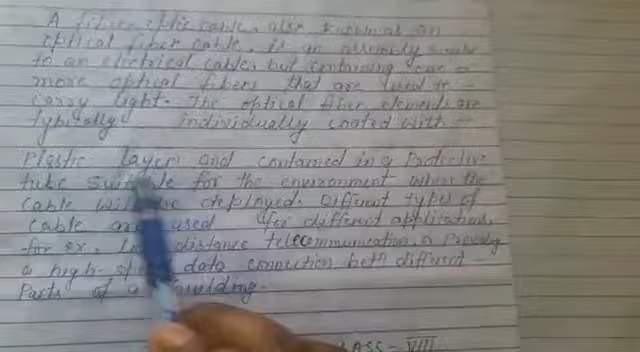 A fiber optic cable, also known as an
optical fiber cable, is an assembly
to an electrical cable, but containing one or
more optical fibers that are used to
carry light. The optical fiber elements are
typically individually coated with
Plastic layers and contained in a Protective
tube suitable for the environment where the
cable will be deployed. Different types of
cable are used for different application,
for ex. distance telecommunication, or Providing
a high-speed data connection betn different
Parts of a building.
CLASS - VIII